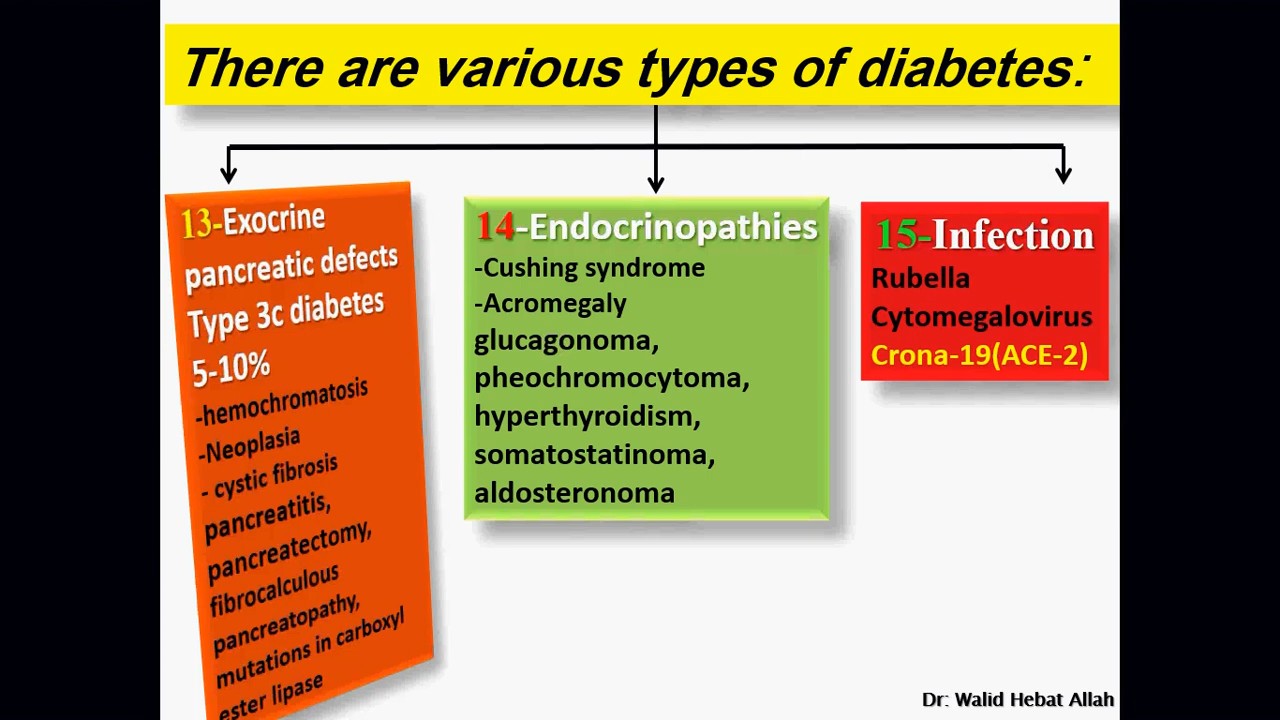 There are various types of diabetes:
13-Exocrine
pancreatic defects
Type 3c diabetes
5-10%
-hemochromatosis
-Neoplasia
- cystic fibrosis
pancreatitis,
pancreatectomy,
fibrocalculous
pancreatopathy,
mutations in carboxyl
ester lipase
14-Endocrinopathies
-Cushing syndrome
-Acromegaly
glucagonoma,
pheochromocytoma,
hyperthyroidism,
somatostatinoma,
aldosteronoma
15-Infection
Rubella
Cytomegalovirus
Crona-19(ACE-2)
Dr: Walid Hebat Allah